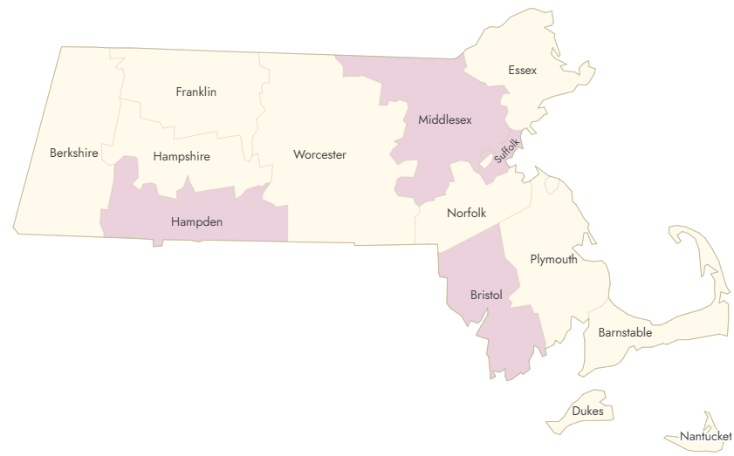 Essex
Franklin
Middlesex
Suffolk
Berkshire
Hampshire
Worcester
Norfolk
Hampden
Plymouth
Bristol
Barnstable
Dukes
Nantucket